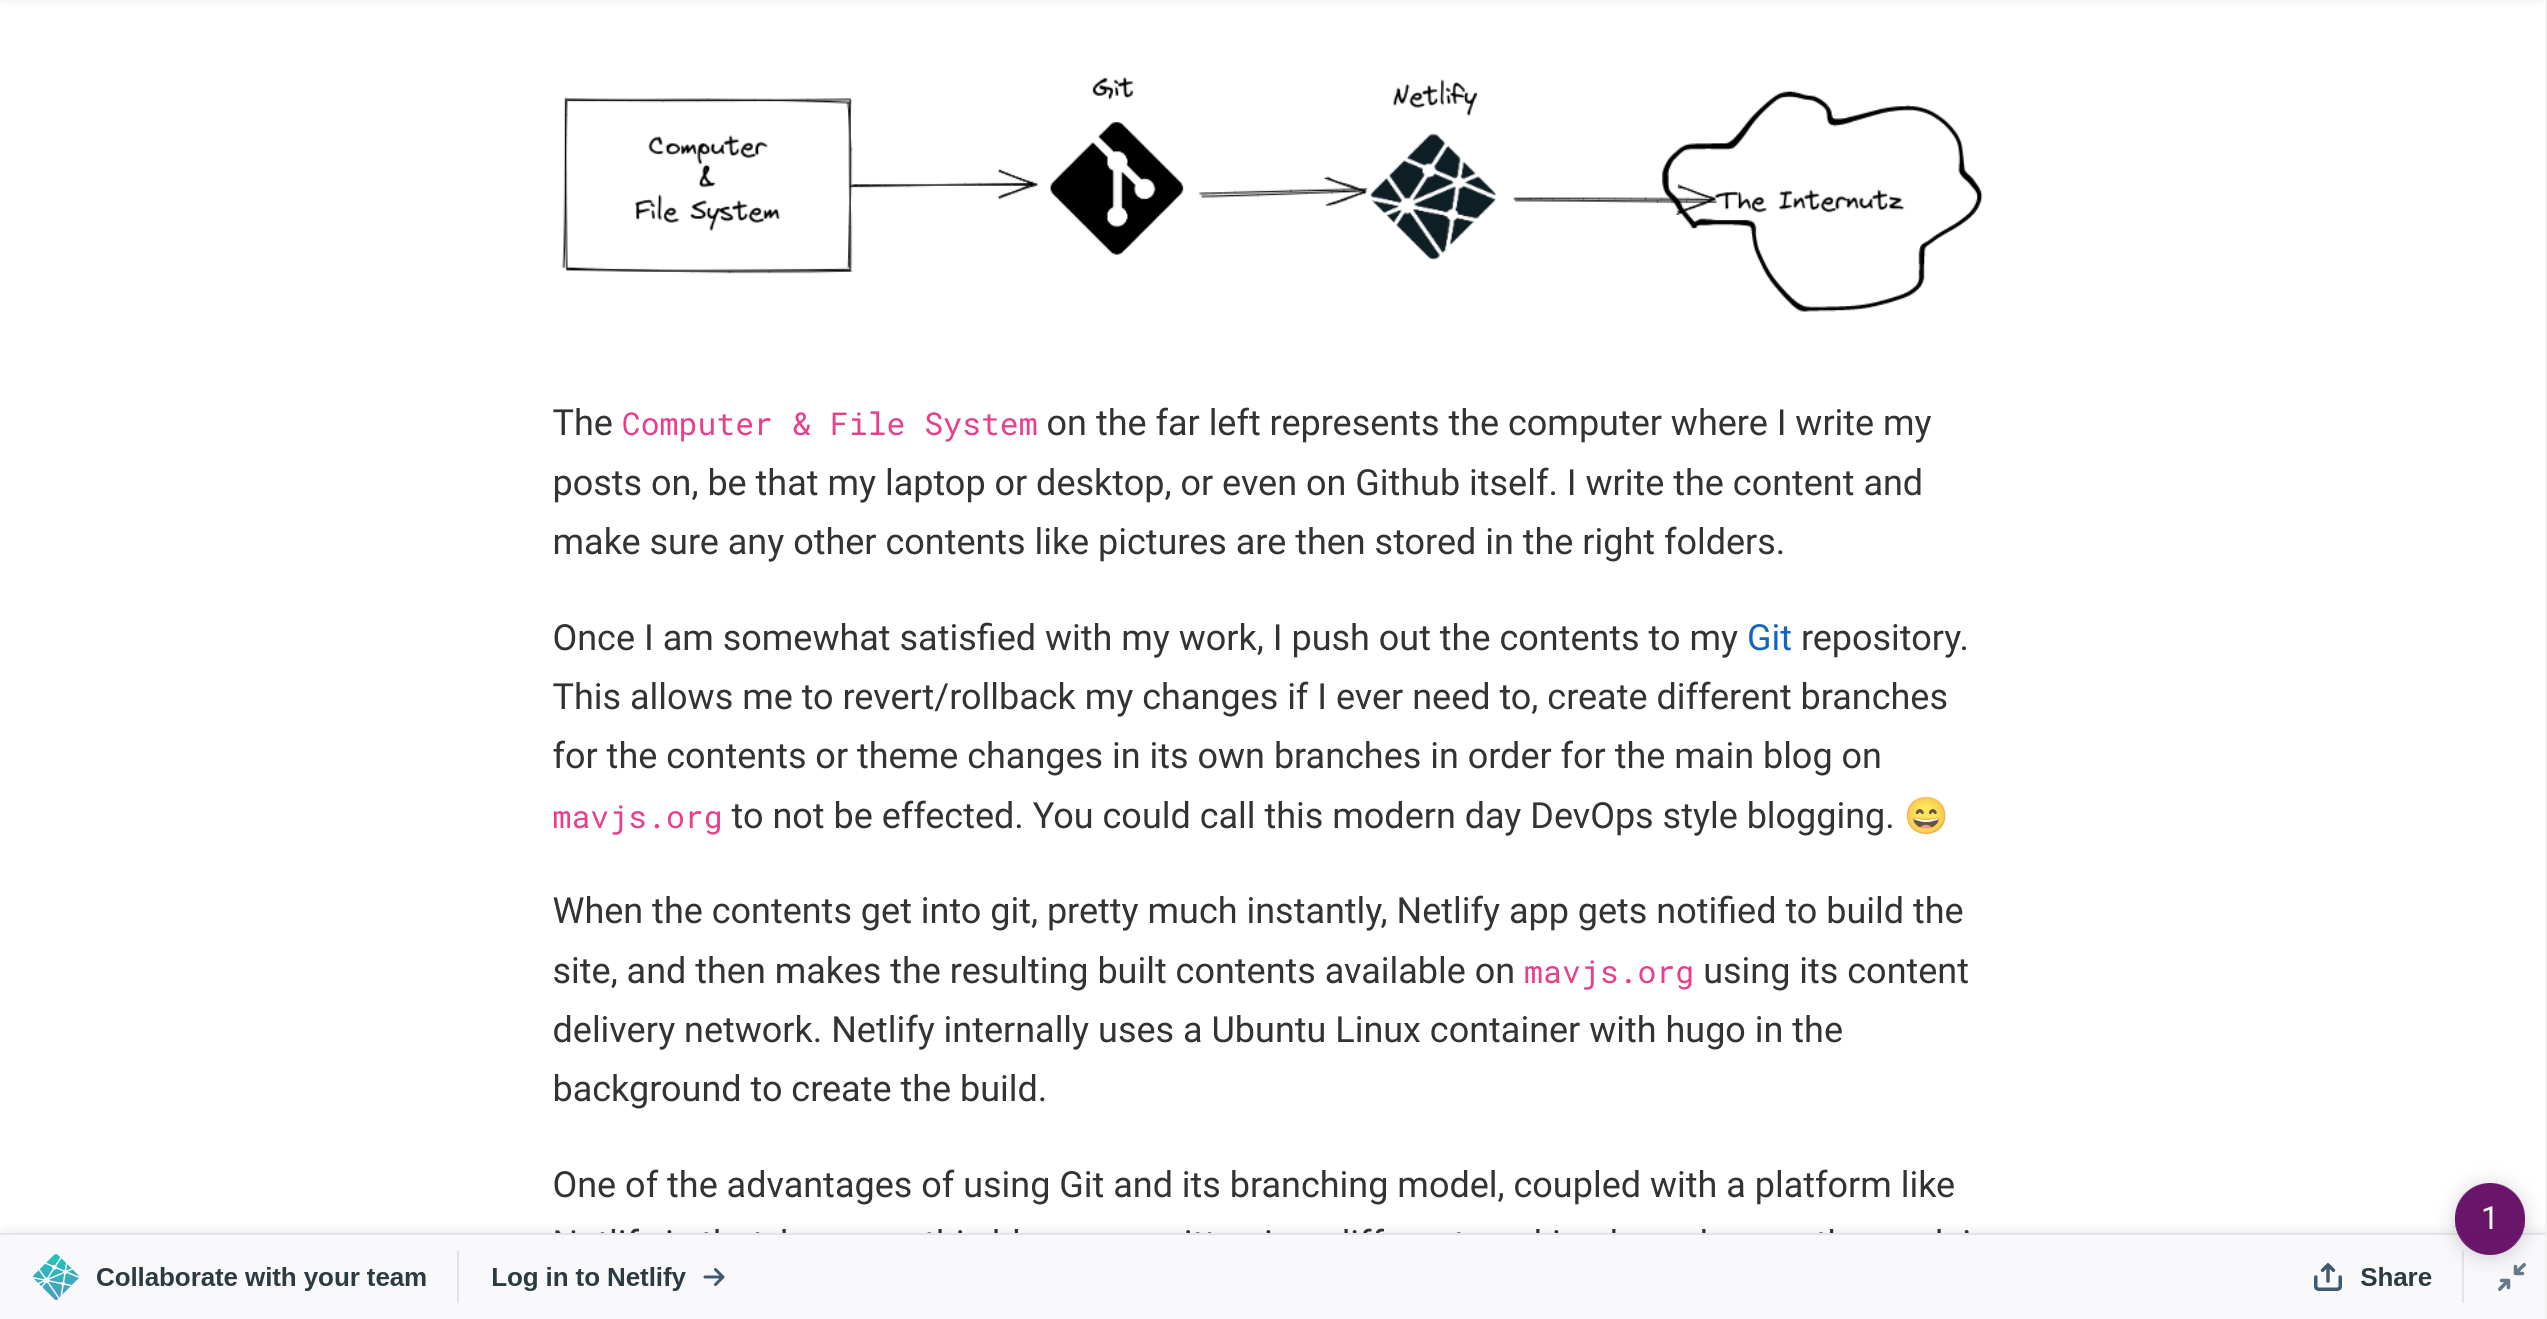 Git
Netlify
Computer
&
File System
The Internutz
The Computer & File System on the far left represents the computer where I write my
posts on, be that my laptop or desktop, or even on Github itself. I write the content and
make sure any other contents like pictures are then stored in the right folders.
Once I am somewhat satisfied with my work, I push out the contents to my Git repository.
This allows me to revert/rollback my changes if I ever need to, create different branches
for the contents or theme changes in its own branches in order for the main blog on
mavjs.org to not be effected. You could call this modern day DevOps style blogging. 😄
When the contents get into git, pretty much instantly, Netlify app gets notified to build the
site, and then makes the resulting built contents available on mavjs.org using its content
delivery network. Netlify internally uses a Ubuntu Linux container with hugo in the
background to create the build.
One of the advantages of using Git and its branching model, coupled with a platform like
1
Collaborate with your team
Log in to Netlify →
Share